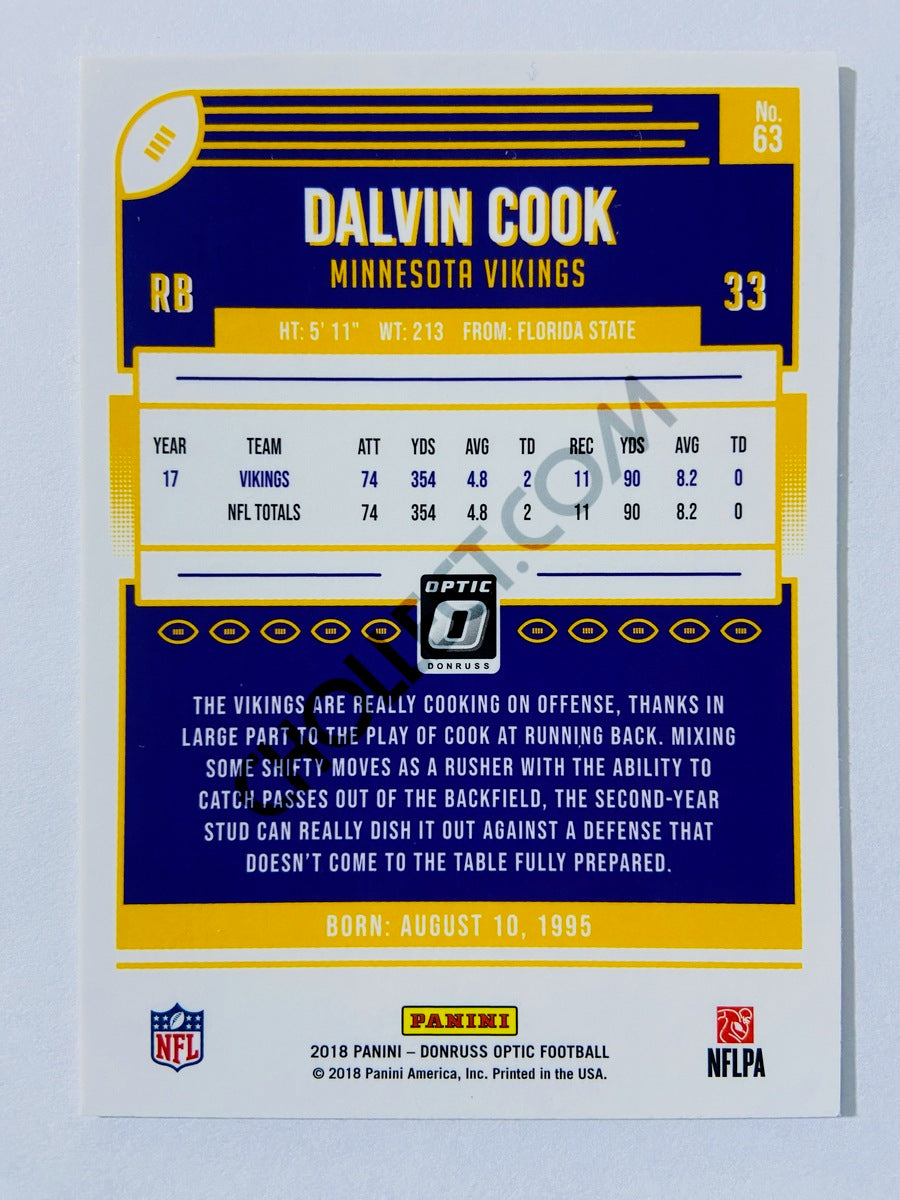 No.
63
DALVIN COOK
MINNESOTA VIKINGS
RB
33
HT: 5' 11" WT: 213 FROM: FLORIDA STATE
YEAR TEAM ATT YDS AVG TD REC YDS AVG TD
17 VIKINGS 74 354 4.8 2 11 90 8.2 0
NFL TOTALS 74 354 4.8 2 11 90 8.2 0
OPTIC
DONRUSS
THE VIKINGS ARE REALLY COOKING ON OFFENSE, THANKS IN
LARGE PART TO THE PLAY OF COOK AT RUNNING BACK. MIXING
SOME SHIFTY MOVES AS A RUSHER WITH THE ABILITY TO
CATCH PASSES OUT OF THE BACKFIELD, THE SECOND-YEAR
STUD CAN REALLY DISH IT OUT AGAINST A DEFENSE THAT
DOESN'T COME TO THE TABLE FULLY PREPARED.
BORN: AUGUST 10, 1995
NFL
PANINI
2018 PANINI – DONRUSS OPTIC FOOTBALL
© 2018 Panini America, Inc. Printed in the USA.
NFLPA